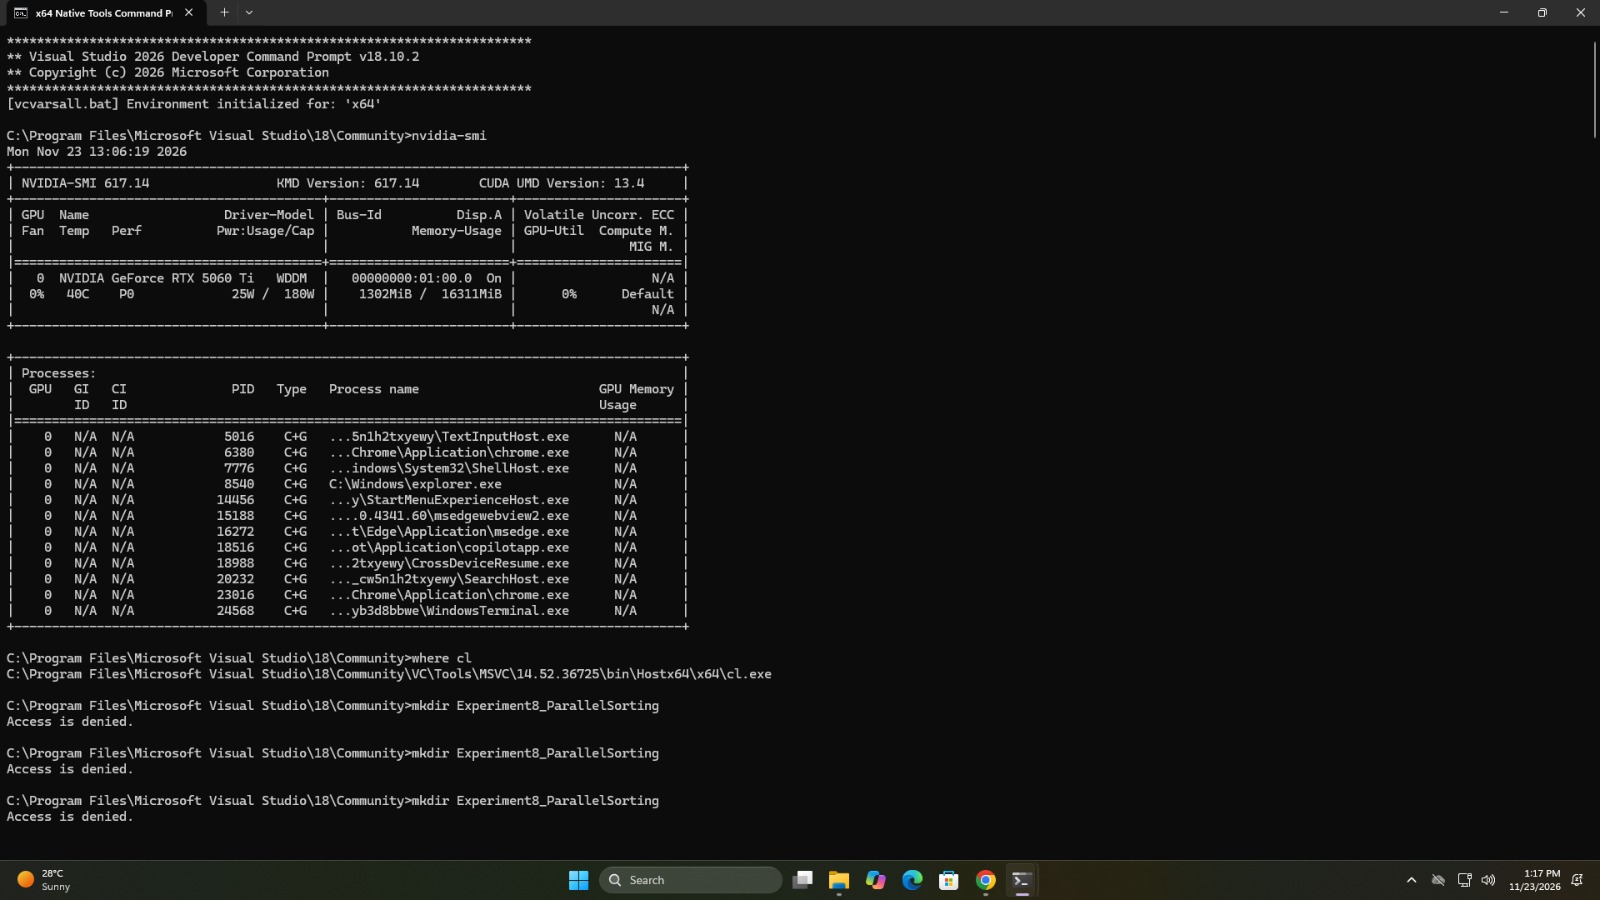 x64 Native Tools Command P
**********************************************************************
** Visual Studio 2026 Developer Command Prompt v18.10.2
** Copyright (c) 2026 Microsoft Corporation
**********************************************************************
[vcvarsall.bat] Environment initialized for: 'x64'
C:\Program Files\Microsoft Visual Studio\18\Community>nvidia-smi
Mon Nov 23 13:06:19 2026
+-----------------------------------------------------------------------------------------+
| NVIDIA-SMI 617.14                 KMD Version: 617.14        CUDA UMD Version: 13.4     |
+-----------------------------------------+------------------------+----------------------+
| GPU  Name                  Driver-Model | Bus-Id          Disp.A | Volatile Uncorr. ECC |
| Fan  Temp   Perf          Pwr:Usage/Cap |           Memory-Usage | GPU-Util  Compute M. |
|                                         |                        |               MIG M. |
|=========================================+========================+======================|
|   0  NVIDIA GeForce RTX 5060 Ti   WDDM  |   00000000:01:00.0  On |                  N/A |
|  0%   40C    P0              25W /  180W |    1302MiB /  16311MiB |      0%      Default |
|                                         |                        |                  N/A |
+-----------------------------------------+------------------------+----------------------+
+-----------------------------------------------------------------------------------------+
| Processes:                                                                              |
|  GPU   GI   CI              PID   Type   Process name                        GPU Memory |
|        ID   ID                                                               Usage      |
|=========================================================================================|
|    0   N/A  N/A            5016    C+G   ...5n1h2txyewy\TextInputHost.exe      N/A      |
|    0   N/A  N/A            6380    C+G   ...Chrome\Application\chrome.exe      N/A      |
|    0   N/A  N/A            7776    C+G   ...indows\System32\ShellHost.exe      N/A      |
|    0   N/A  N/A            8540    C+G   C:\Windows\explorer.exe               N/A      |
|    0   N/A  N/A           14456    C+G   ...y\StartMenuExperienceHost.exe      N/A      |
|    0   N/A  N/A           15188    C+G   ....0.4341.60\msedgewebview2.exe      N/A      |
|    0   N/A  N/A           16272    C+G   ...t\Edge\Application\msedge.exe      N/A      |
|    0   N/A  N/A           18516    C+G   ...ot\Application\copilotapp.exe      N/A      |
|    0   N/A  N/A           18988    C+G   ...2txyewy\CrossDeviceResume.exe      N/A      |
|    0   N/A  N/A           20232    C+G   ..._cw5n1h2txyewy\SearchHost.exe      N/A      |
|    0   N/A  N/A           23016    C+G   ...Chrome\Application\chrome.exe      N/A      |
|    0   N/A  N/A           24568    C+G   ...yb3d8bbwe\WindowsTerminal.exe      N/A      |
+-----------------------------------------------------------------------------------------+
C:\Program Files\Microsoft Visual Studio\18\Community>where cl
C:\Program Files\Microsoft Visual Studio\18\Community\VC\Tools\MSVC\14.52.36725\bin\Hostx64\x64\cl.exe
C:\Program Files\Microsoft Visual Studio\18\Community>mkdir Experiment8_ParallelSorting
Access is denied.
C:\Program Files\Microsoft Visual Studio\18\Community>mkdir Experiment8_ParallelSorting
Access is denied.
C:\Program Files\Microsoft Visual Studio\18\Community>mkdir Experiment8_ParallelSorting
Access is denied.
28°C
Sunny
Search
1:17 PM
11/23/2026